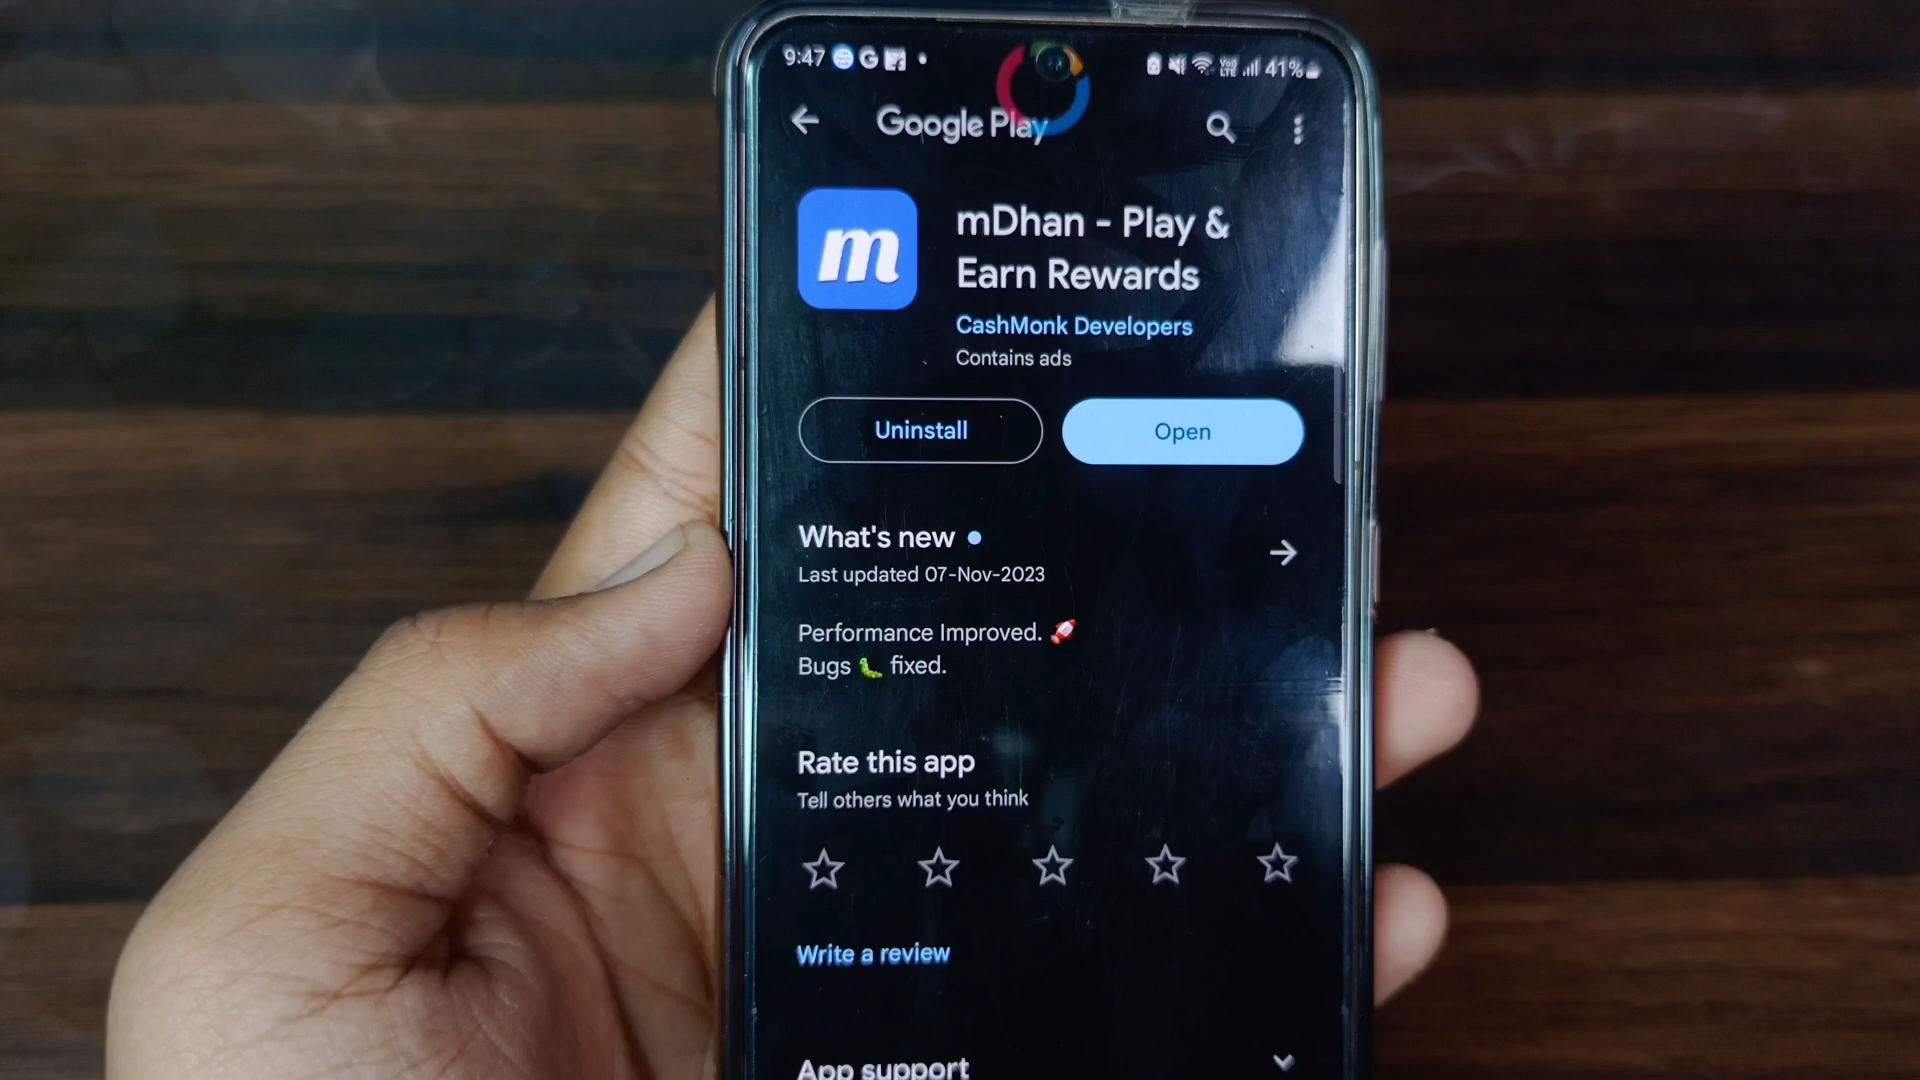 9:47
41%
Google Play
m
mDhan - Play &
Earn Rewards
CashMonk Developers
Contains ads
Uninstall
Open
What's new
Last updated 07-Nov-2023
Performance Improved. 🚀
Bugs 🐛 fixed.
Rate this app
Tell others what you think
Write a review
App support